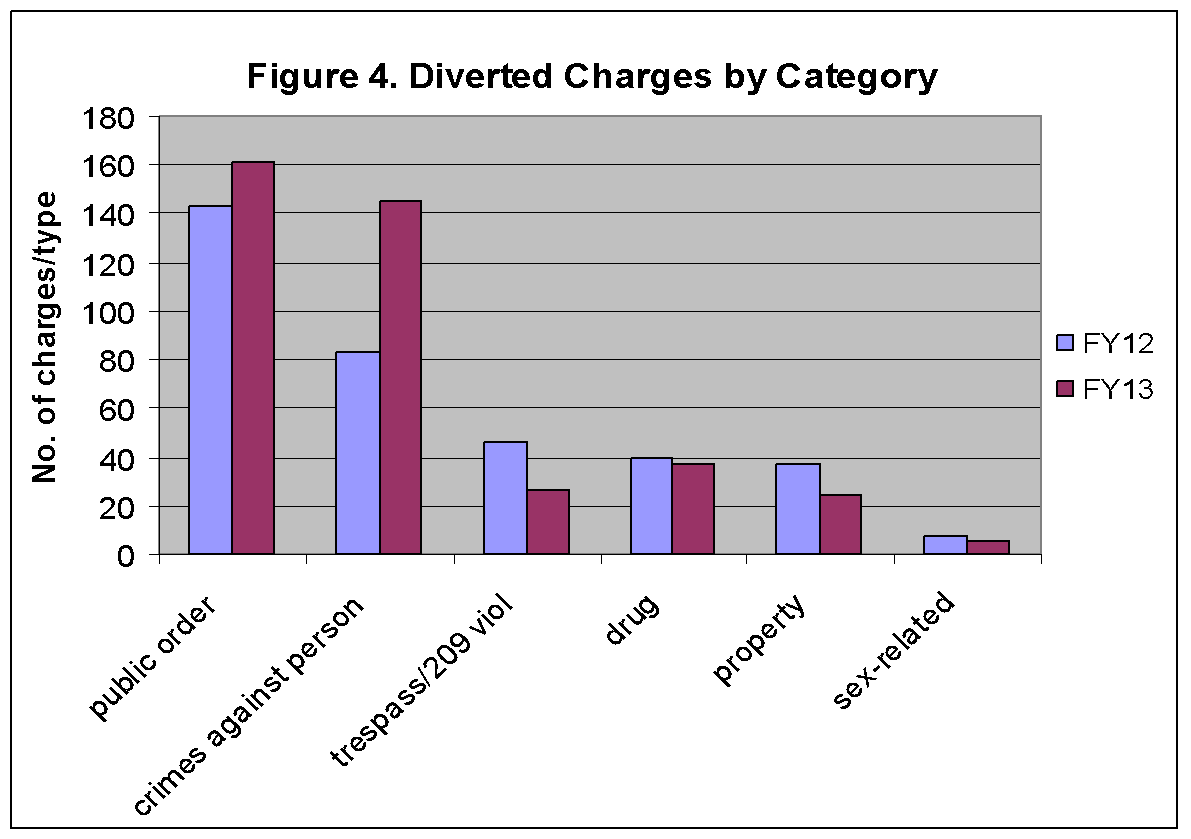 Figure 4. Diverted Charges by Category
No. of charges/type
180
160
140
120
100
80
60
40
20
0
public order
crimes against person
trespass/209 viol
drug
property
sex-related
FY12
FY13